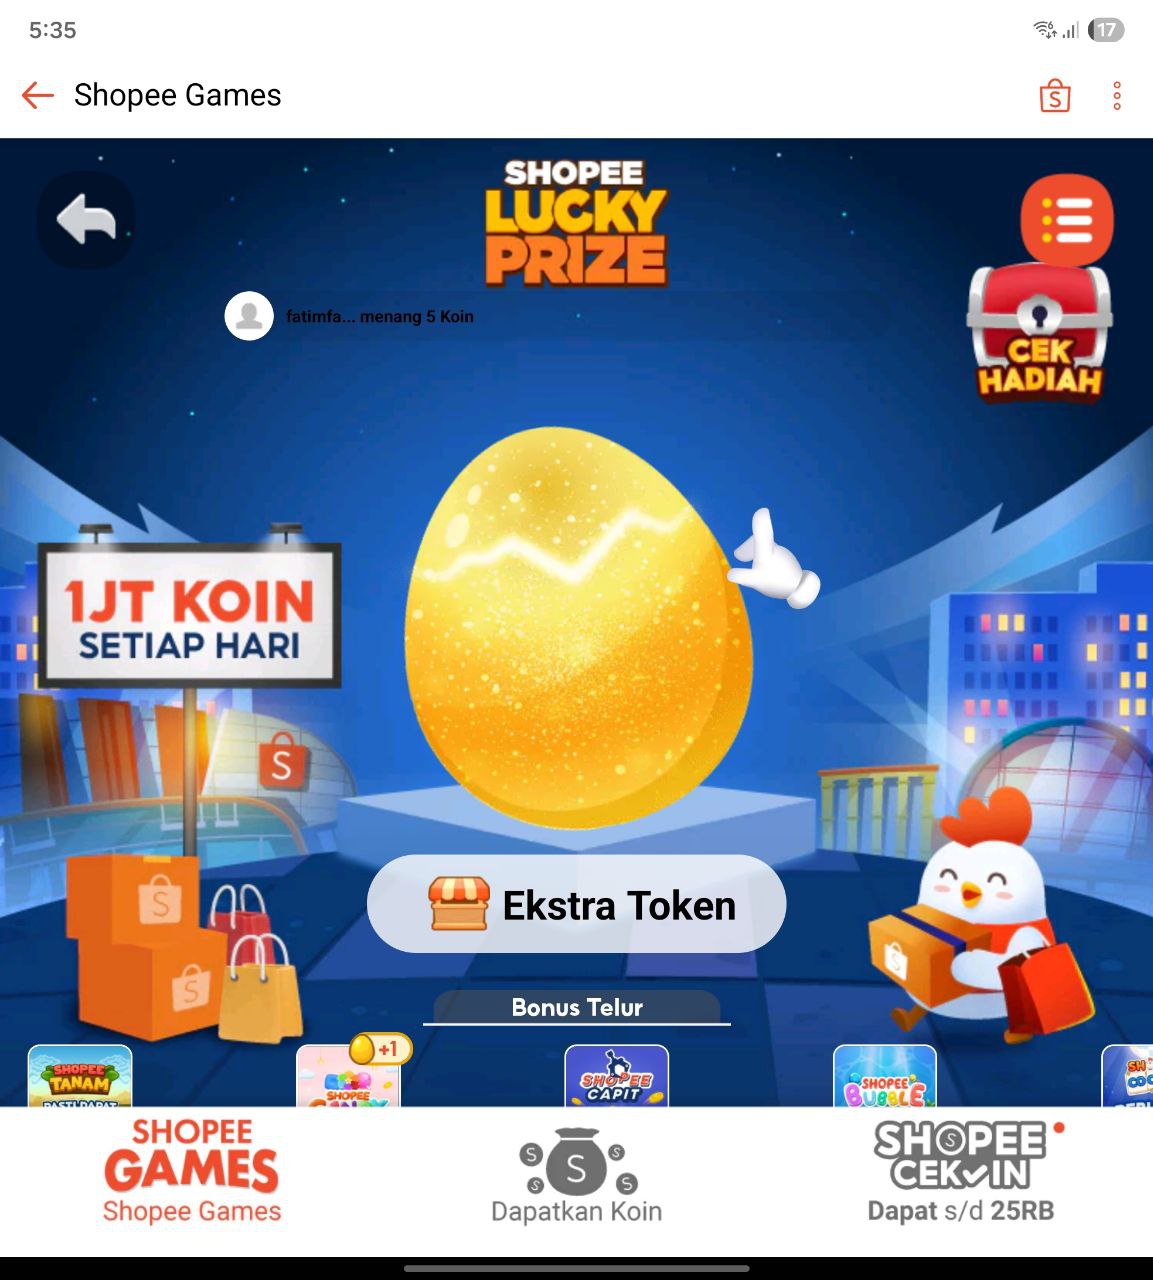 5:35
17
Shopee Games
SHOPEE
LUCKY
PRIZE
fatimfa... menang 5 Koin
CEK
HADIAH
1JT KOIN
SETIAP HARI
Ekstra Token
Bonus Telur
SHOPEE
TANAM
+1
SHOPEE
SHOPEE
CAPIT
SHOPEE
BUBBLE
SHOPEE
GAMES
Shopee Games
Dapatkan Koin
SHOPEE
CEK IN
Dapat s/d 25RB